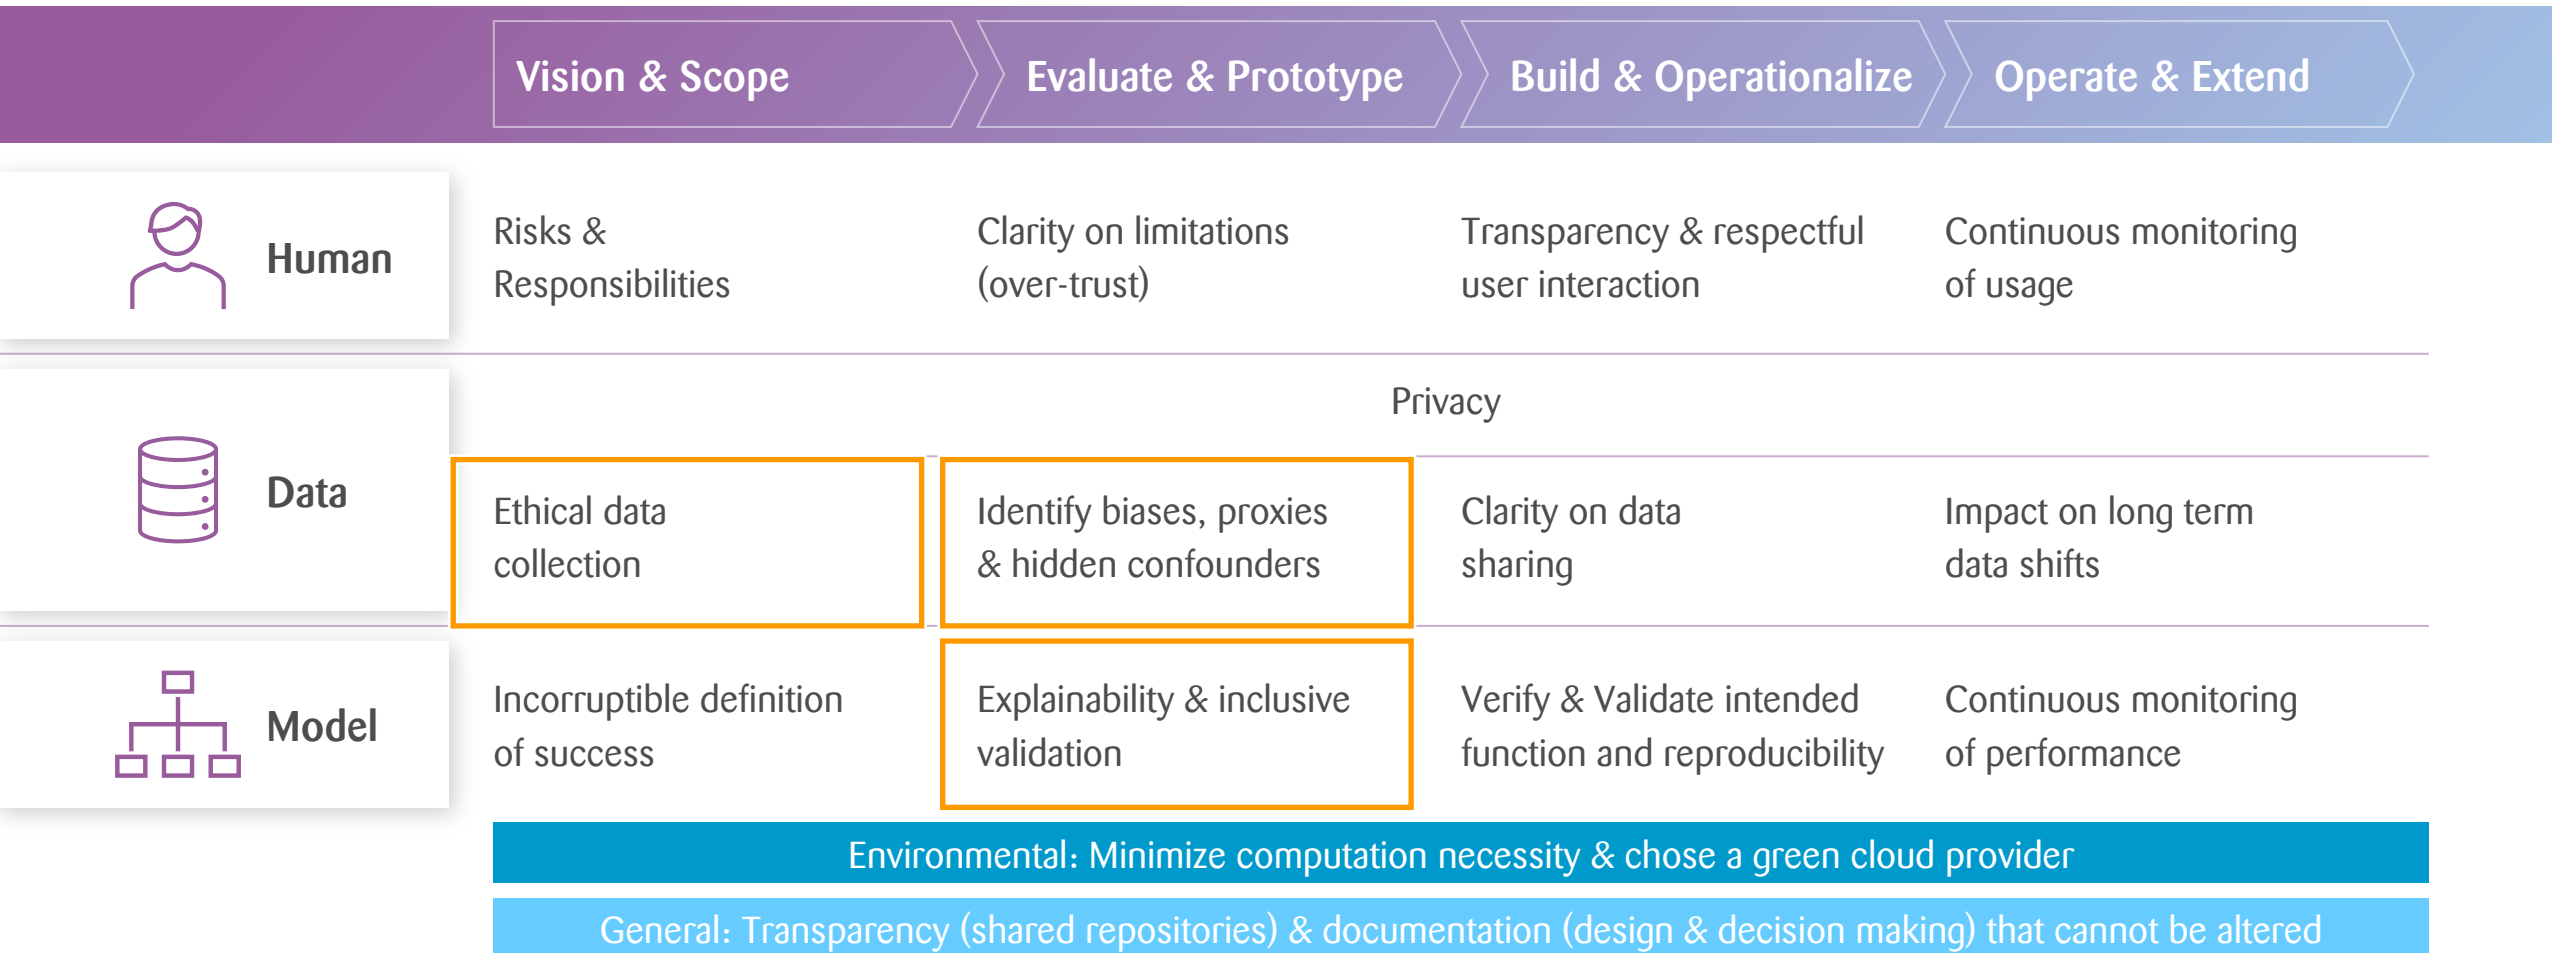 Vision & Scope
Evaluate & Prototype
Build & Operationalize
Operate & Extend
Human
Risks &
Responsibilities
Clarity on limitations
(over-trust)
Transparency & respectful
user interaction
Continuous monitoring
of usage
Data
Privacy
Ethical data
collection
Identify biases, proxies
& hidden confounders
Clarity on data
sharing
Impact on long term
data shifts
Model
Incorruptible definition
of success
Explainability & inclusive
validation
Verify & Validate intended
function and reproducibility
Continuous monitoring
of performance
Environmental: Minimize computation necessity & chose a green cloud provider
General: Transparency (shared repositories) & documentation (design & decision making) that cannot be altered